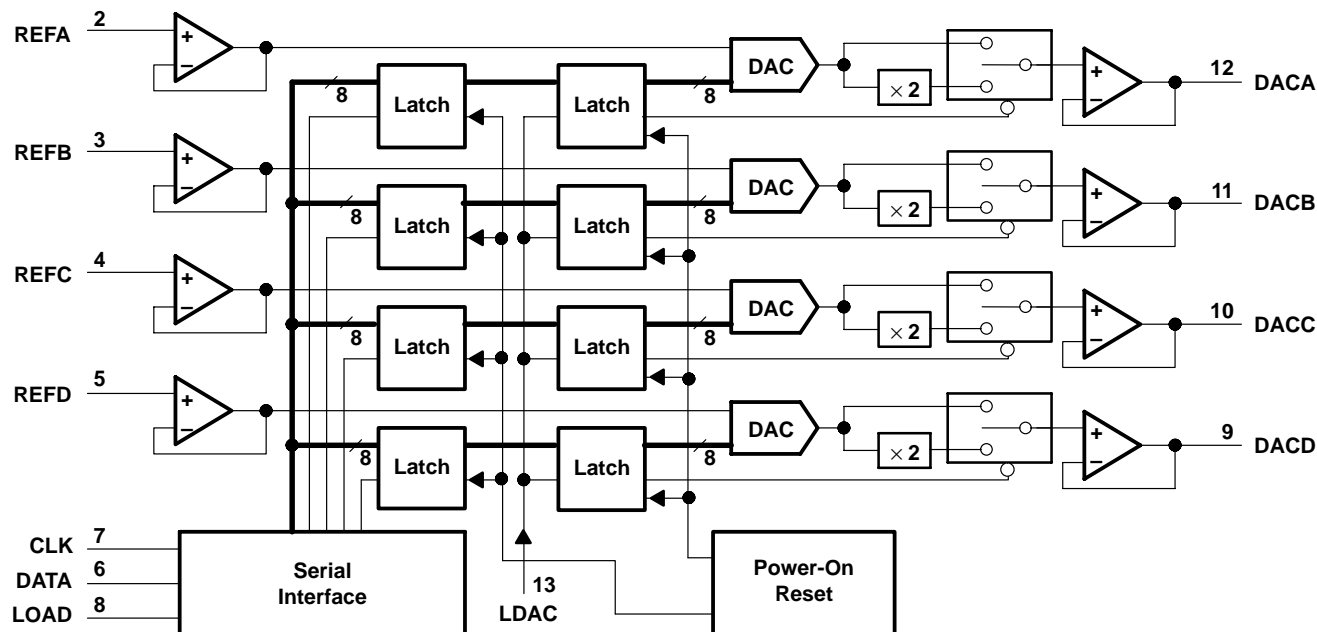 REFA 2 + − DAC × 2 + − 12 DACA
8 Latch Latch 8
REFB 3 + − DAC × 2 + − 11 DACB
8 Latch Latch 8
REFC 4 + − DAC × 2 + − 10 DACC
8 Latch Latch 8
REFD 5 + − DAC × 2 + − 9 DACD
8 Latch Latch 8
CLK 7
DATA 6
LOAD 8
Serial
Interface
13
LDAC
Power-On
Reset